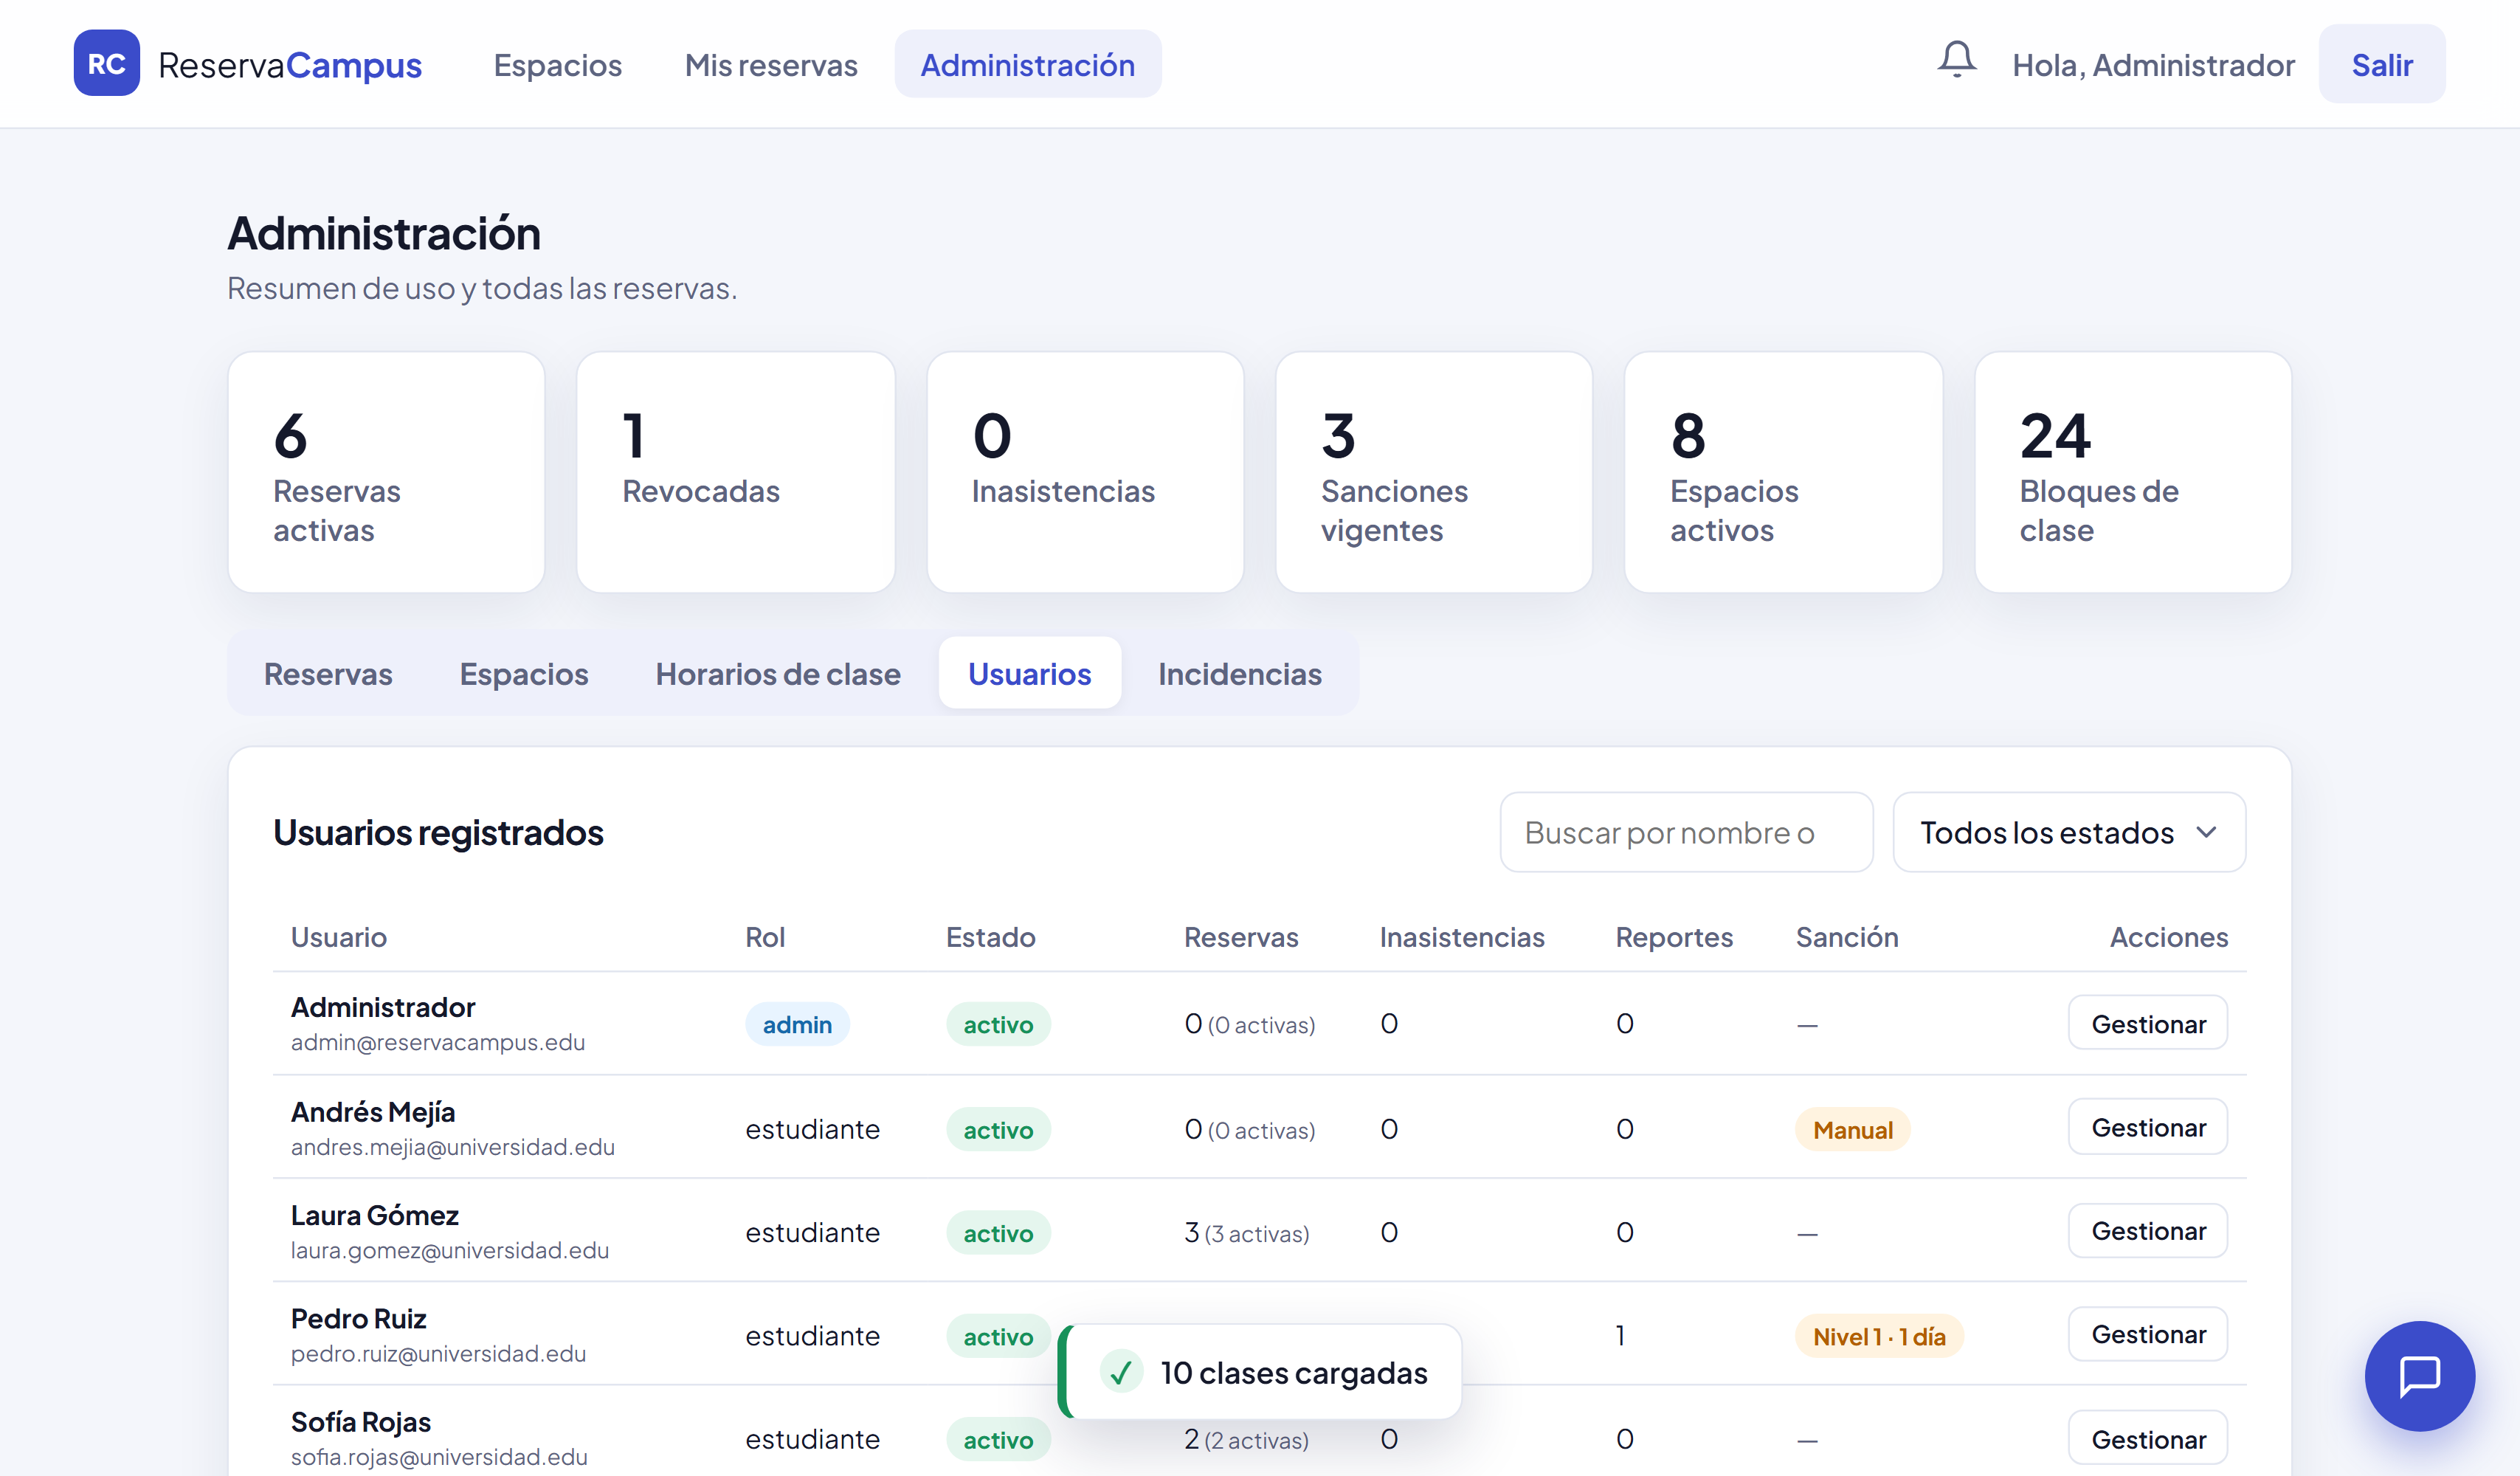 RC ReservaCampus Espacios Mis reservas Administración Hola, Administrador Salir
Administración
Resumen de uso y todas las reservas.
6 1 0 3 8 24
Reservas activas Revocadas Inasistencias Sanciones vigentes Espacios activos Bloques de clase
Reservas Espacios Horarios de clase Usuarios Incidencias
Usuarios registrados Buscar por nombre o Todos los estados
Usuario Rol Estado Reservas Inasistencias Reportes Sanción Acciones
Administrador
admin@reservacampus.edu admin activo 0 (0 activas) 0 0 — Gestionar
Andrés Mejía
andres.mejia@universidad.edu estudiante activo 0 (0 activas) 0 0 Manual Gestionar
Laura Gómez
laura.gomez@universidad.edu estudiante activo 3 (3 activas) 0 0 — Gestionar
Pedro Ruiz
pedro.ruiz@universidad.edu estudiante activo 1 Nivel 1 · 1 día Gestionar
✓ 10 clases cargadas
Sofía Rojas
sofia.rojas@universidad.edu estudiante activo 2 (2 activas) 0 0 — Gestionar